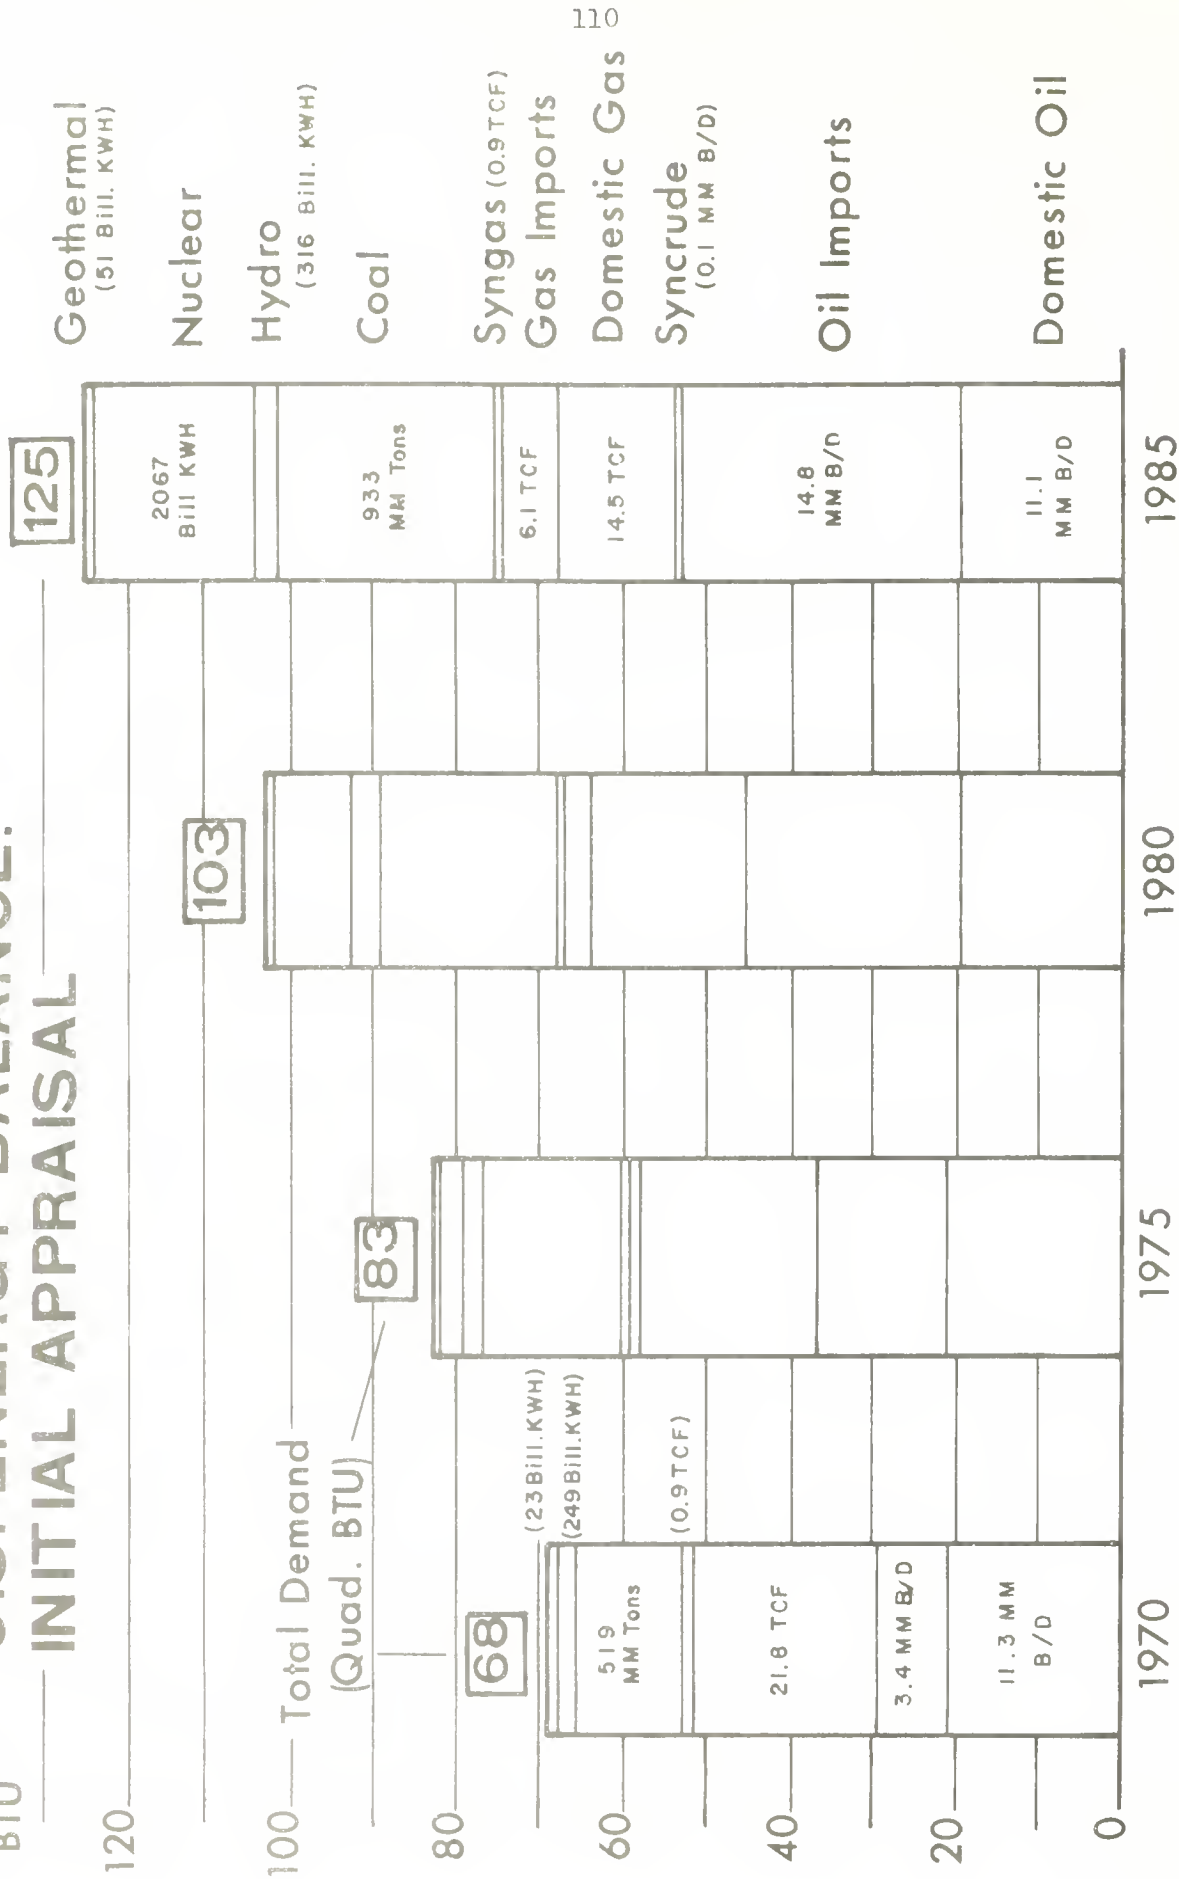 110
BTU
INITIAL APPRAISAL
Total Demand
(Quad. BTU)
120
100
80
60
40
20
0
68
83
103
125
519
MM Tons
21.8 TCF
3.4 MM B/D
11.3 MM
B/D
(23 Bill. KWH)
(249 Bill. KWH)
(0.9 TCF)
2067
Bill KWH
933
MM Tons
6.1 TCF
14.5 TCF
14.8
MM B/D
11.1
MM B/D
Geothermal
(51 Bill. KWH)
Nuclear
Hydro
(316 Bill. KWH)
Coal
Syngas (0.9 TCF)
Gas Imports
Domestic Gas
Syncrude
(0.1 MM B/D)
Oil Imports
Domestic Oil
1970
1975
1980
1985